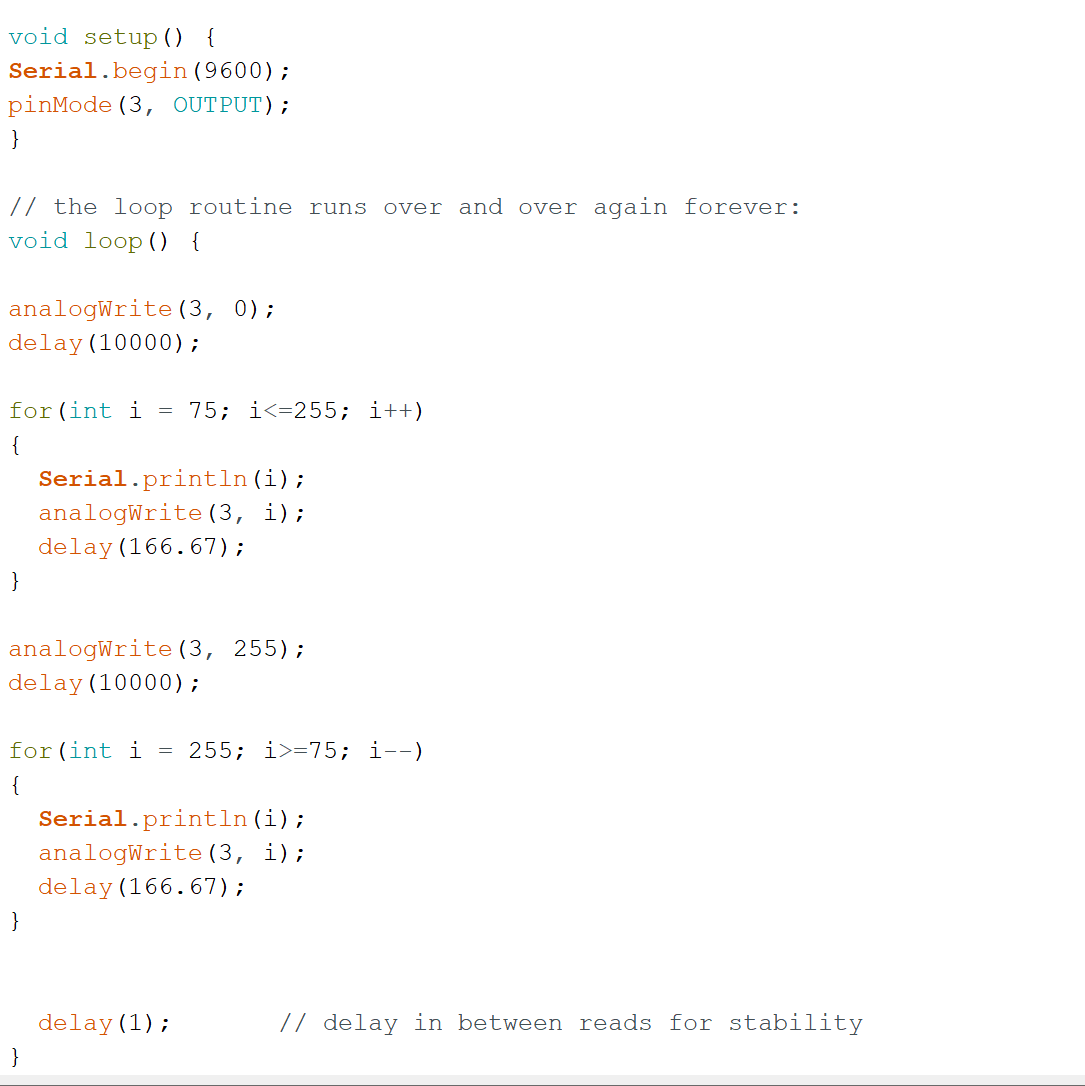 void setup() {
Serial.begin(9600);
pinMode(3, OUTPUT);
}
// the loop routine runs over and over again forever:
void loop() {
analogWrite(3, 0);
delay(10000);
for(int i = 75; i<=255; i++)
{
  Serial.println(i);
  analogWrite(3, i);
  delay(166.67);
}
analogWrite(3, 255);
delay(10000);
for(int i = 255; i>=75; i--)
{
  Serial.println(i);
  analogWrite(3, i);
  delay(166.67);
}
  delay(1);       // delay in between reads for stability
}